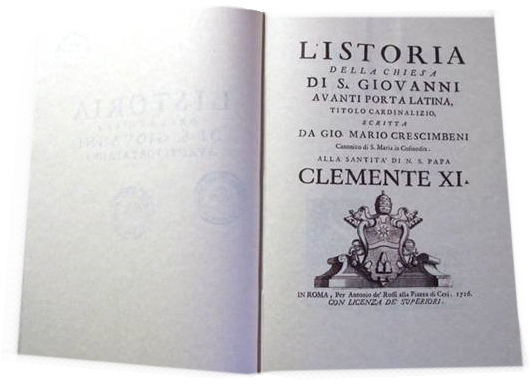 L'ISTORIA
DELLA CHIESA
DI S. GIOVANNI
AVANTI PORTA LATINA,
TITOLO CARDINALIZIO,
SCRITTA
DA GIO. MARIO CRESCIMBENI
Canonico di S. Maria in Cosmedin.
ALLA SANTITA' DI N. S. PAPA
CLEMENTE XI.
IN ROMA, Per Antonio de' Rossi alla Piazza di Ceri. 1716.
CON LICENZA DE' SUPERIORI.